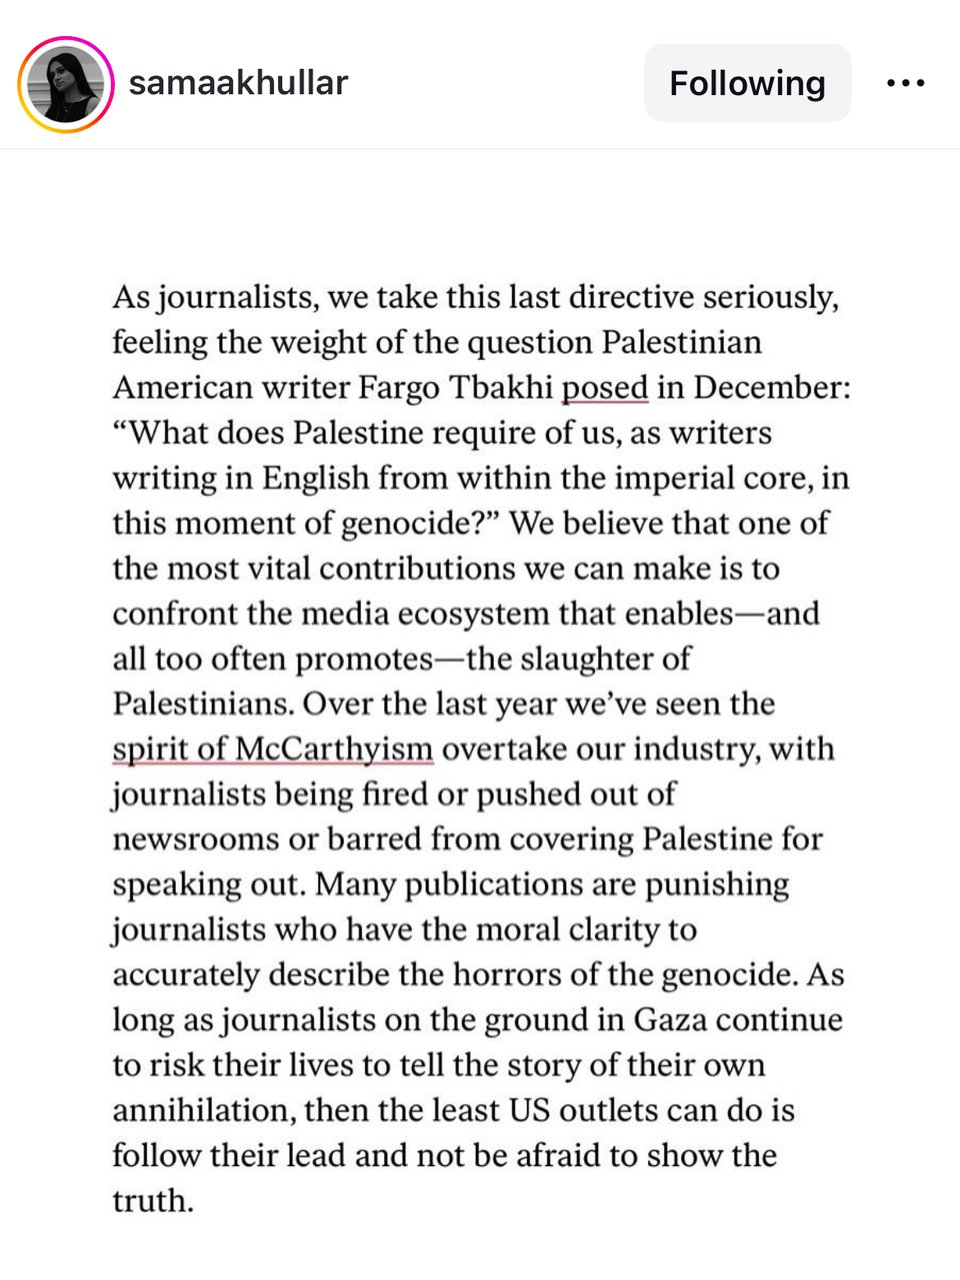 samaakhullar
Following
As journalists, we take this last directive seriously,
feeling the weight of the question Palestinian
American writer Fargo Tbakhi posed in December:
“What does Palestine require of us, as writers
writing in English from within the imperial core, in
this moment of genocide?” We believe that one of
the most vital contributions we can make is to
confront the media ecosystem that enables—and
all too often promotes—the slaughter of
Palestinians. Over the last year we’ve seen the
spirit of McCarthyism overtake our industry, with
journalists being fired or pushed out of
newsrooms or barred from covering Palestine for
speaking out. Many publications are punishing
journalists who have the moral clarity to
accurately describe the horrors of the genocide. As
long as journalists on the ground in Gaza continue
to risk their lives to tell the story of their own
annihilation, then the least US outlets can do is
follow their lead and not be afraid to show the
truth.